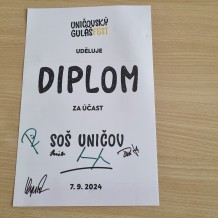 UNIČOVSKÝ
GULÁŠFEST
UDĚLUJE
DIPLOM
ZA ÚČAST
SOŠ UNIČOV
7. 9. 2024